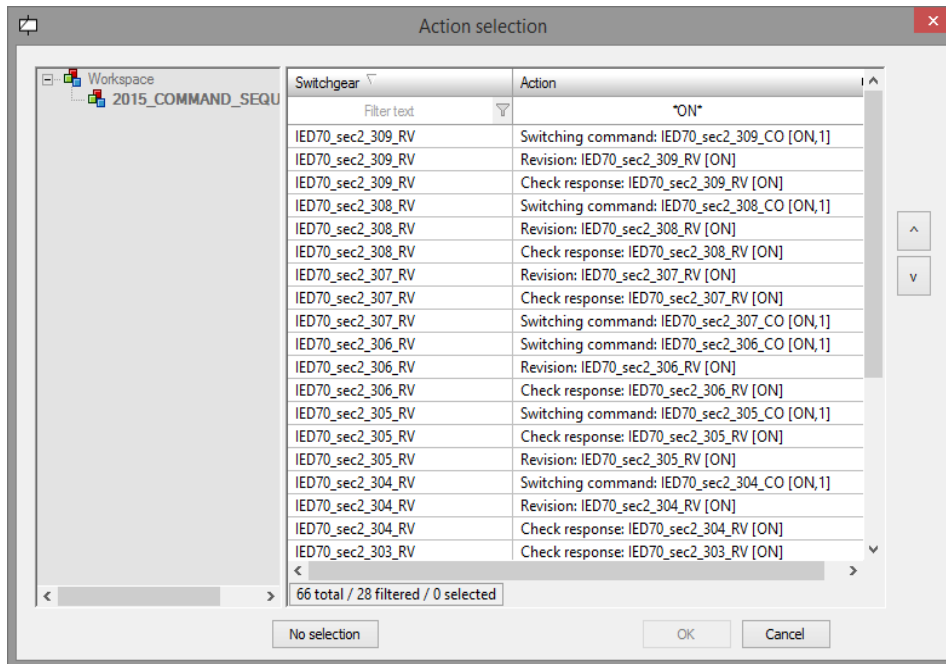 Action selection
Workspace
2015_COMMAND_SEQU
Switchgear Action
Filter text *ON*
IED70_sec2_309_RV Switching command: IED70_sec2_309_CO [ON,1]
IED70_sec2_309_RV Revision: IED70_sec2_309_RV [ON]
IED70_sec2_309_RV Check response: IED70_sec2_309_RV [ON]
IED70_sec2_308_RV Switching command: IED70_sec2_308_CO [ON,1]
IED70_sec2_308_RV Revision: IED70_sec2_308_RV [ON]
IED70_sec2_308_RV Check response: IED70_sec2_308_RV [ON]
IED70_sec2_307_RV Revision: IED70_sec2_307_RV [ON]
IED70_sec2_307_RV Check response: IED70_sec2_307_RV [ON]
IED70_sec2_307_RV Switching command: IED70_sec2_307_CO [ON,1]
IED70_sec2_306_RV Switching command: IED70_sec2_306_CO [ON,1]
IED70_sec2_306_RV Revision: IED70_sec2_306_RV [ON]
IED70_sec2_306_RV Check response: IED70_sec2_306_RV [ON]
IED70_sec2_305_RV Switching command: IED70_sec2_305_CO [ON,1]
IED70_sec2_305_RV Check response: IED70_sec2_305_RV [ON]
IED70_sec2_305_RV Revision: IED70_sec2_305_RV [ON]
IED70_sec2_304_RV Switching command: IED70_sec2_304_CO [ON,1]
IED70_sec2_304_RV Revision: IED70_sec2_304_RV [ON]
IED70_sec2_304_RV Check response: IED70_sec2_304_RV [ON]
IED70_sec2_303_RV Check response: IED70_sec2_303_RV [ON]
66 total / 28 filtered / 0 selected
No selection OK Cancel